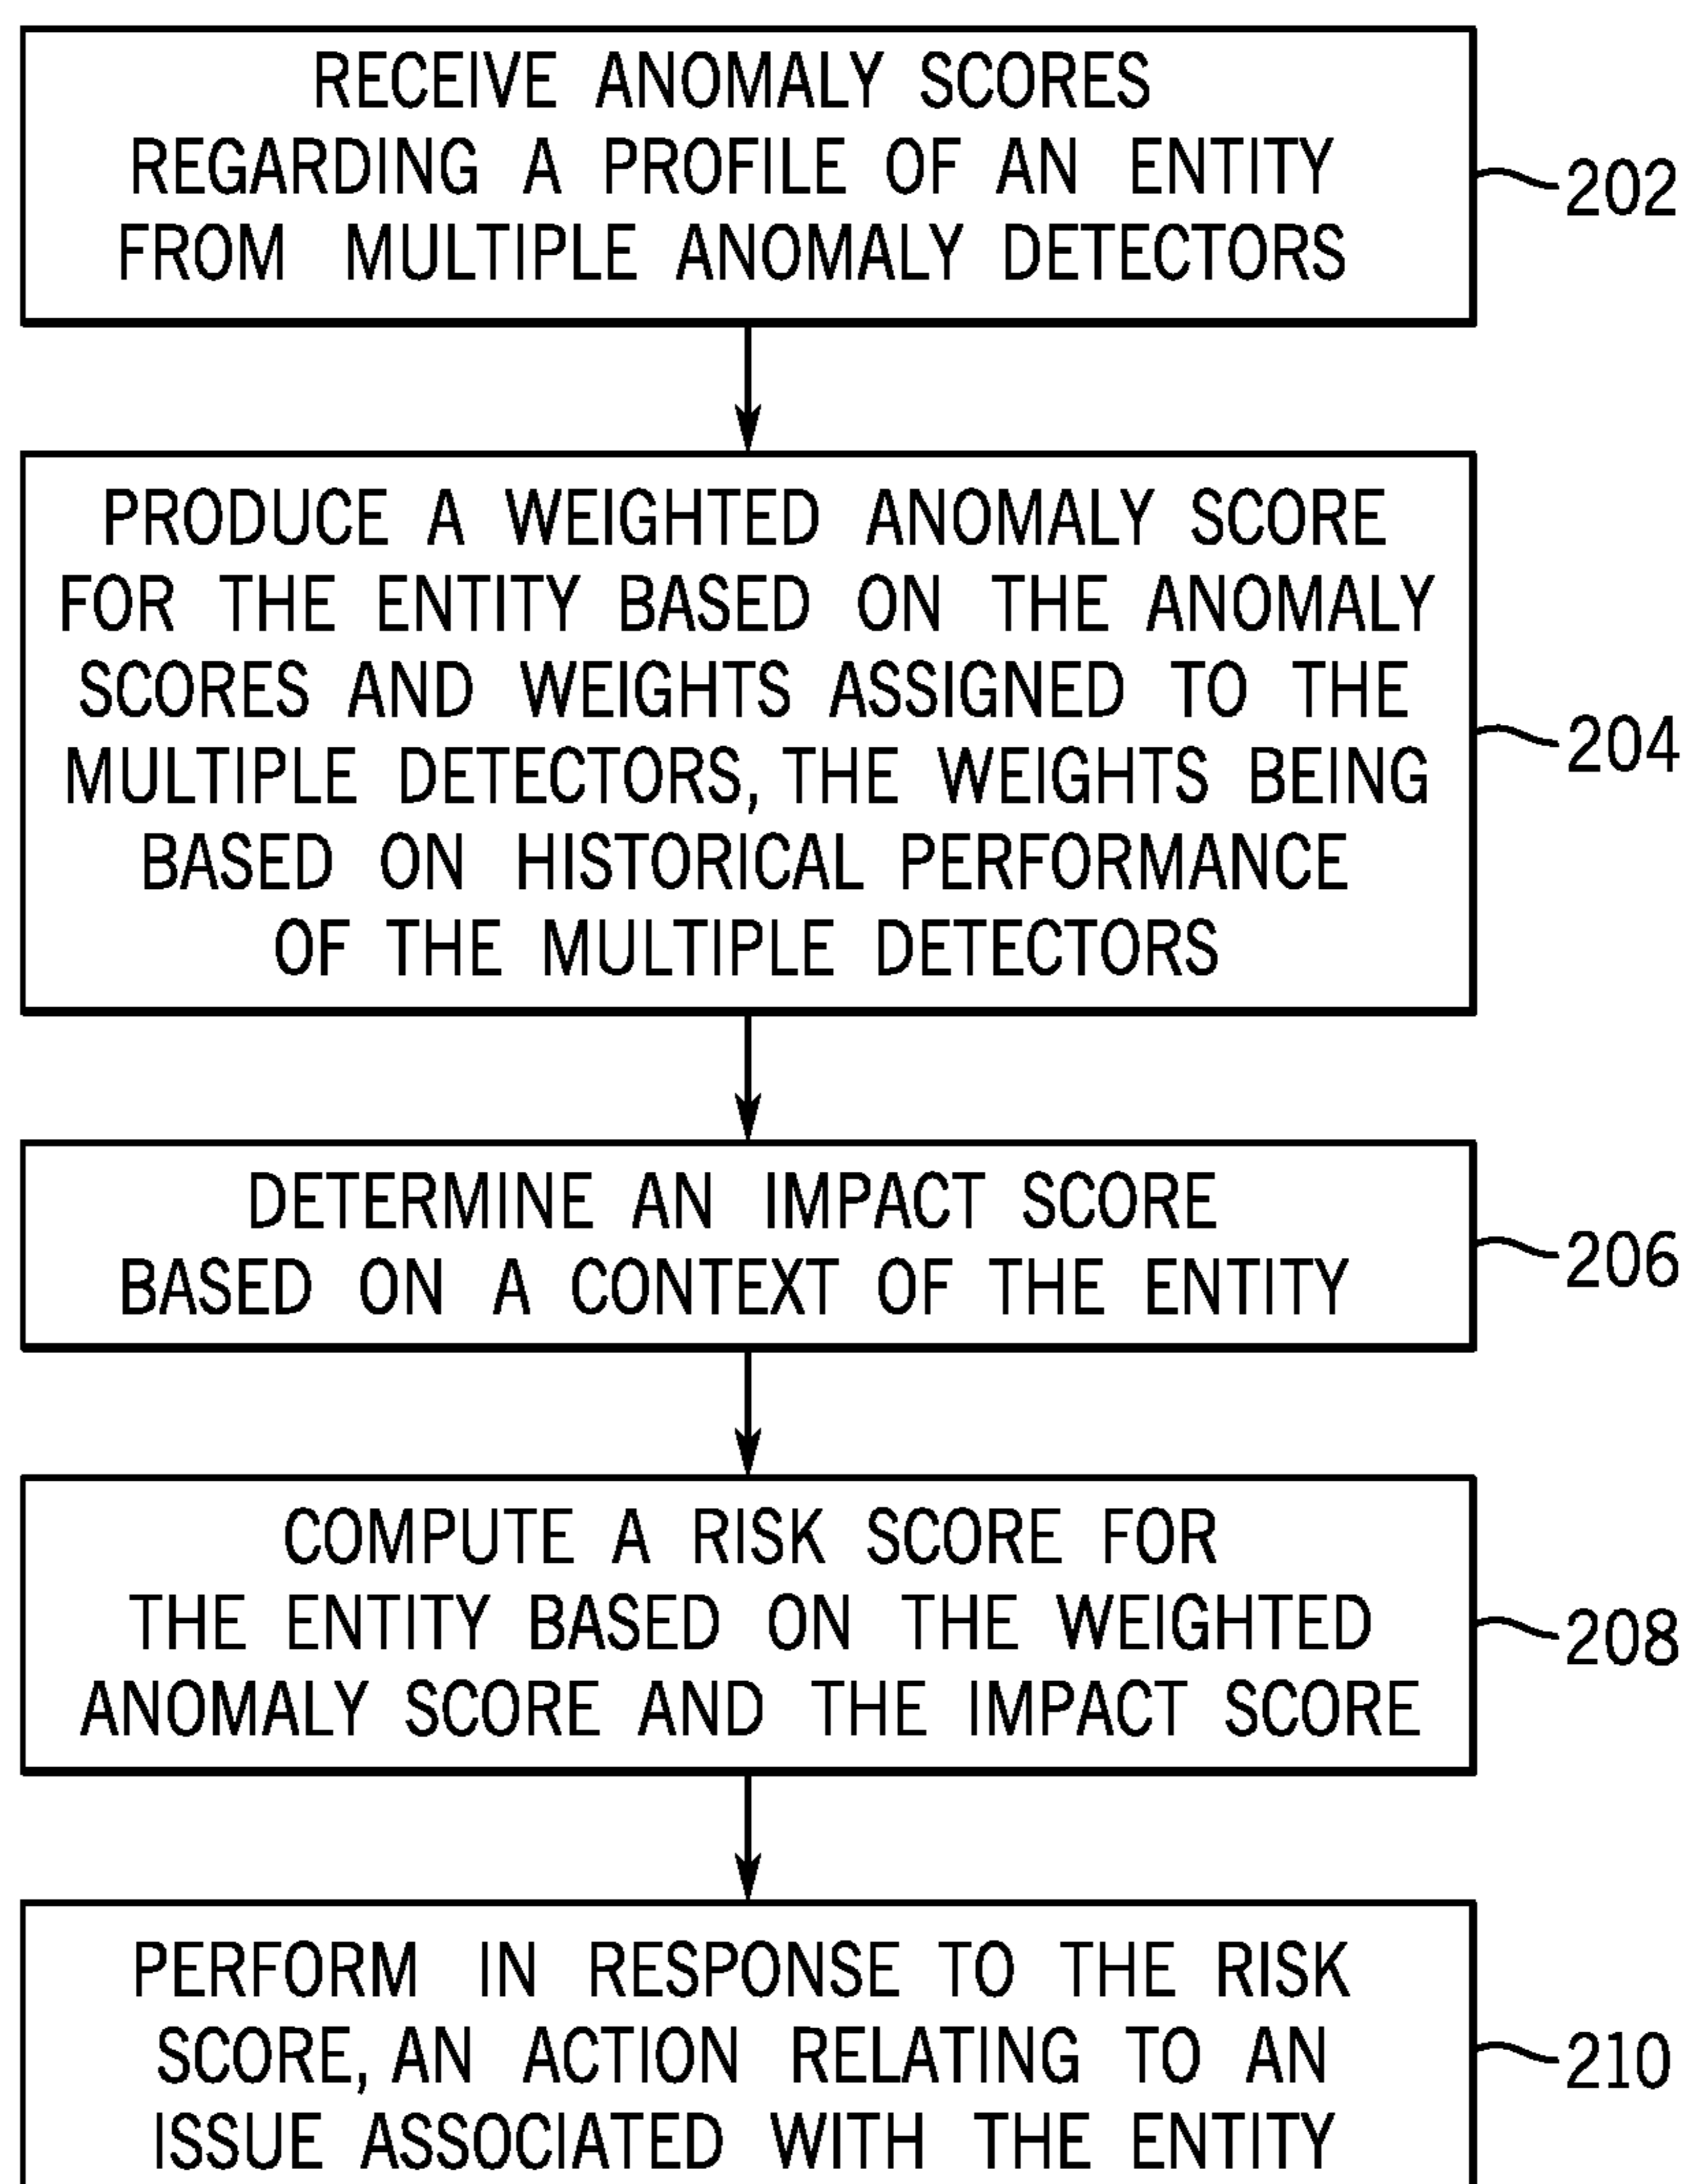 RECEIVE ANOMALY SCORES
REGARDING A PROFILE OF AN ENTITY
FROM MULTIPLE ANOMALY DETECTORS
202
PRODUCE A WEIGHTED ANOMALY SCORE
FOR THE ENTITY BASED ON THE ANOMALY
SCORES AND WEIGHTS ASSIGNED TO THE
MULTIPLE DETECTORS, THE WEIGHTS BEING
BASED ON HISTORICAL PERFORMANCE
OF THE MULTIPLE DETECTORS
204
DETERMINE AN IMPACT SCORE
BASED ON A CONTEXT OF THE ENTITY
206
COMPUTE A RISK SCORE FOR
THE ENTITY BASED ON THE WEIGHTED
ANOMALY SCORE AND THE IMPACT SCORE
208
PERFORM IN RESPONSE TO THE RISK
SCORE, AN ACTION RELATING TO AN
ISSUE ASSOCIATED WITH THE ENTITY
210